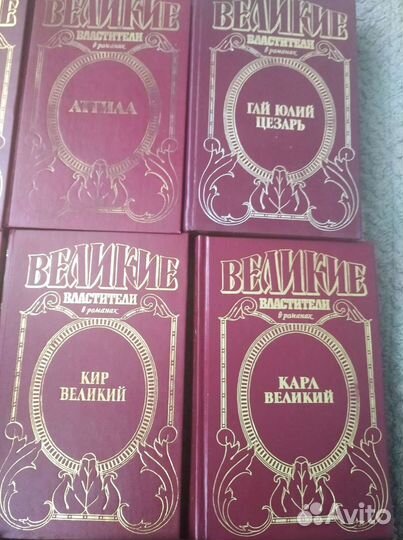 ВЕЛИКИЕ
ВЛАСТИТЕЛИ
в романах
АТТИЛА
ВЕЛИКИЕ
ВЛАСТИТЕЛИ
в романах
ГАЙ ЮЛИЙ
ЦЕЗАРЬ
ВЕЛИКИЕ
ВЛАСТИТЕЛИ
в романах
КИР
ВЕЛИКИЙ
ВЕЛИКИЕ
ВЛАСТИТЕЛИ
в романах
КАРЛ
ВЕЛИКИЙ
Avito